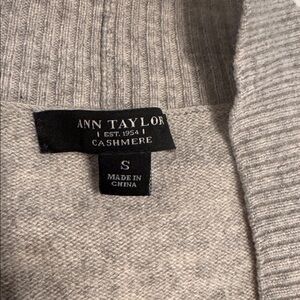 ANN TAYLOR
| EST. 1954 |
CASHMERE
S
MADE IN
CHINA